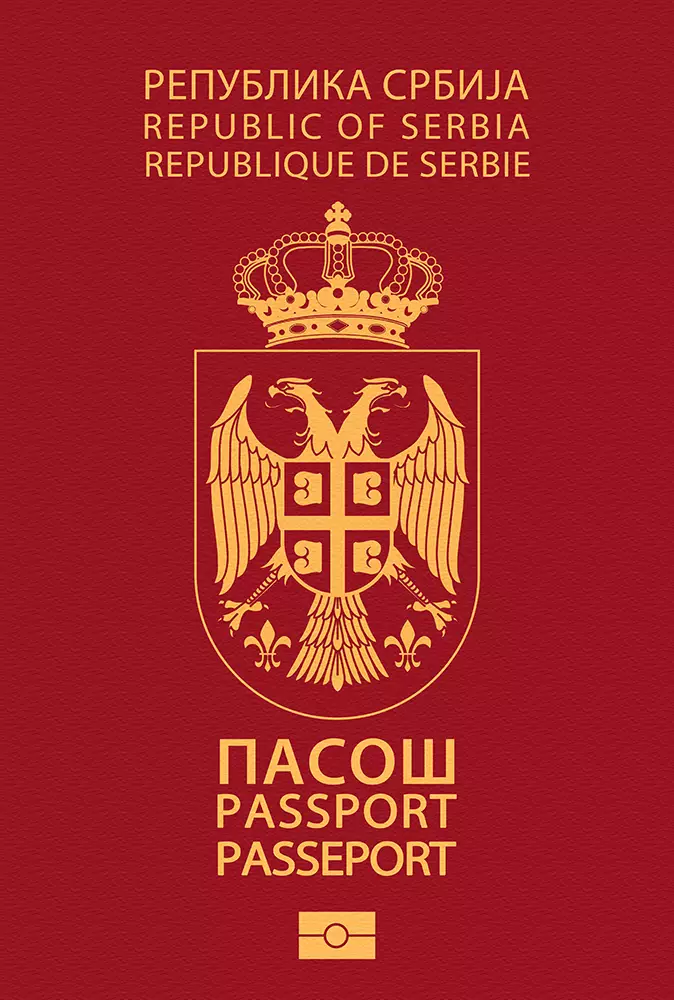 РЕПУБЛИКА СРБИЈА
REPUBLIC OF SERBIA
REPUBLIQUE DE SERBIE
ПАСОШ
PASSPORT
PASSEPORT